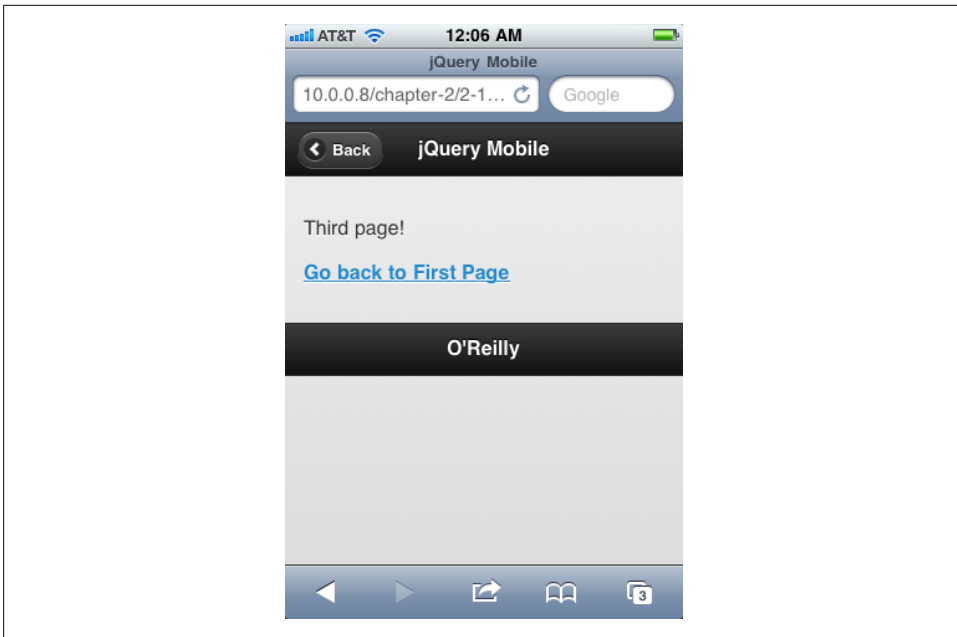 AT&T 12:06 AM
jQuery Mobile
10.0.0.8/chapter-2/2-1... Google
Back jQuery Mobile
Third page!
Go back to First Page
O'Reilly
3